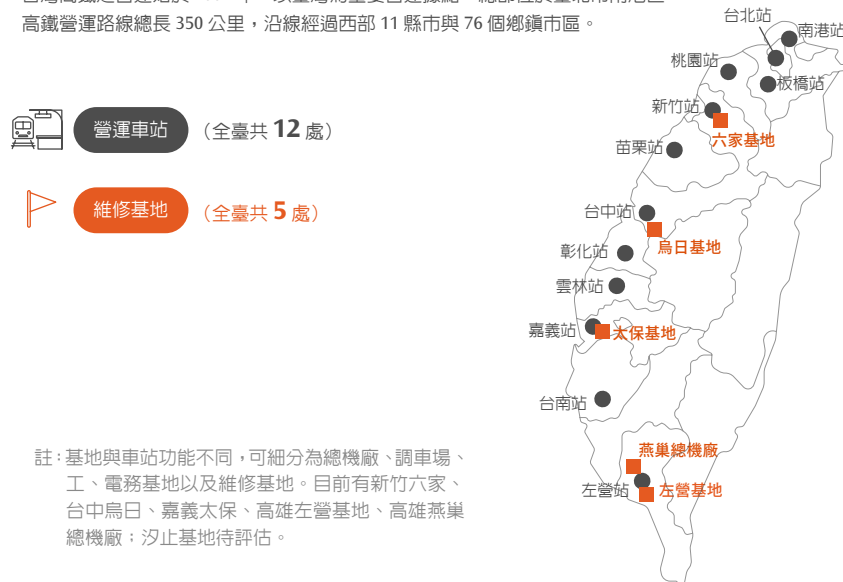 高鐵營運路線總長 350 公里，沿線經過西部 11 縣市與 76 個鄉鎮市區。
營運車站
（全臺共 12 處）
維修基地
（全臺共 5 處）
台北站
南港站
桃園站
板橋站
新竹站
六家基地
苗栗站
台中站
烏日基地
彰化站
雲林站
嘉義站
太保基地
台南站
燕巢總機廠
左營站
左營基地
註：基地與車站功能不同，可細分為總機廠、調車場、
工、電務基地以及維修基地。目前有新竹六家、
台中烏日、嘉義太保、高雄左營基地、高雄燕巢
總機廠；汐止基地待評估。